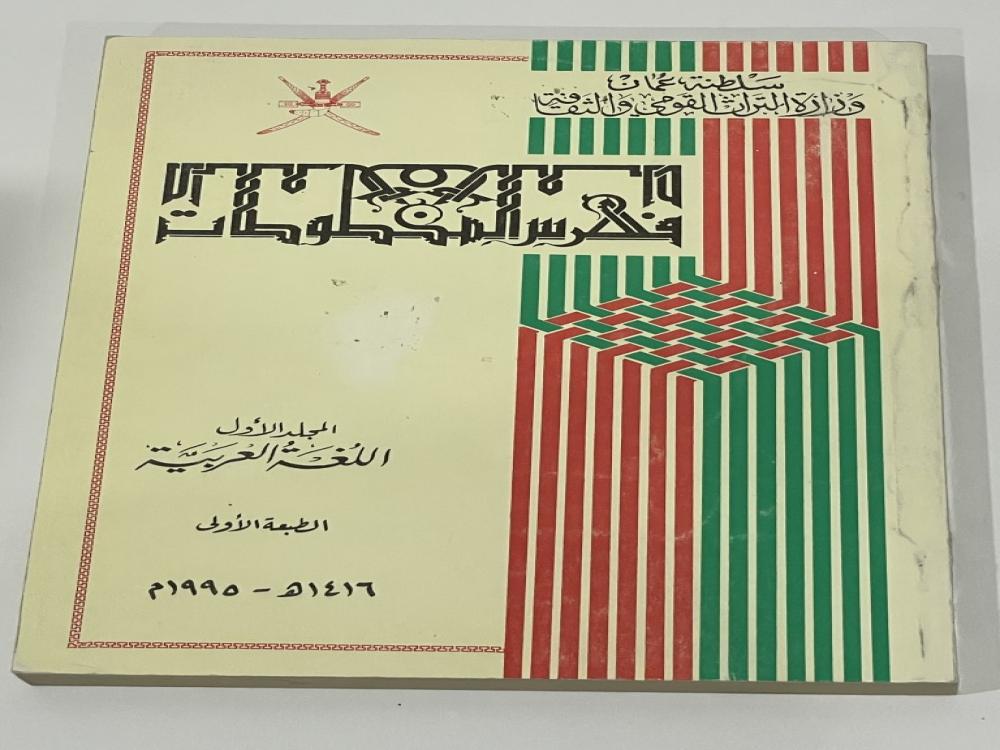 سلطنة عمان
وزارة التراث القومي والثقافة
فهرس المخطوطات
المجلد الأول
اللغة العربية
الطبعة الأولى
١٤١٦هـ - ١٩٩٥م